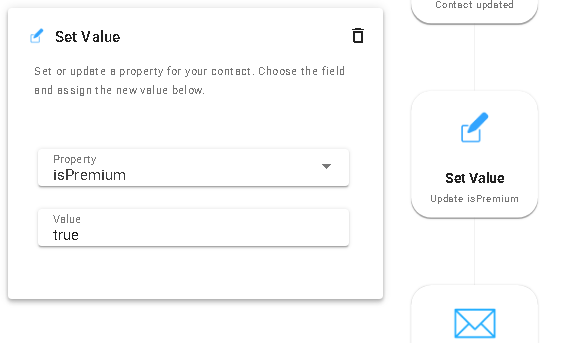 Set Value
Set or update a property for your contact. Choose the field
and assign the new value below.
Property
isPremium
Value
true
Contact updated
Set Value
Update isPremium